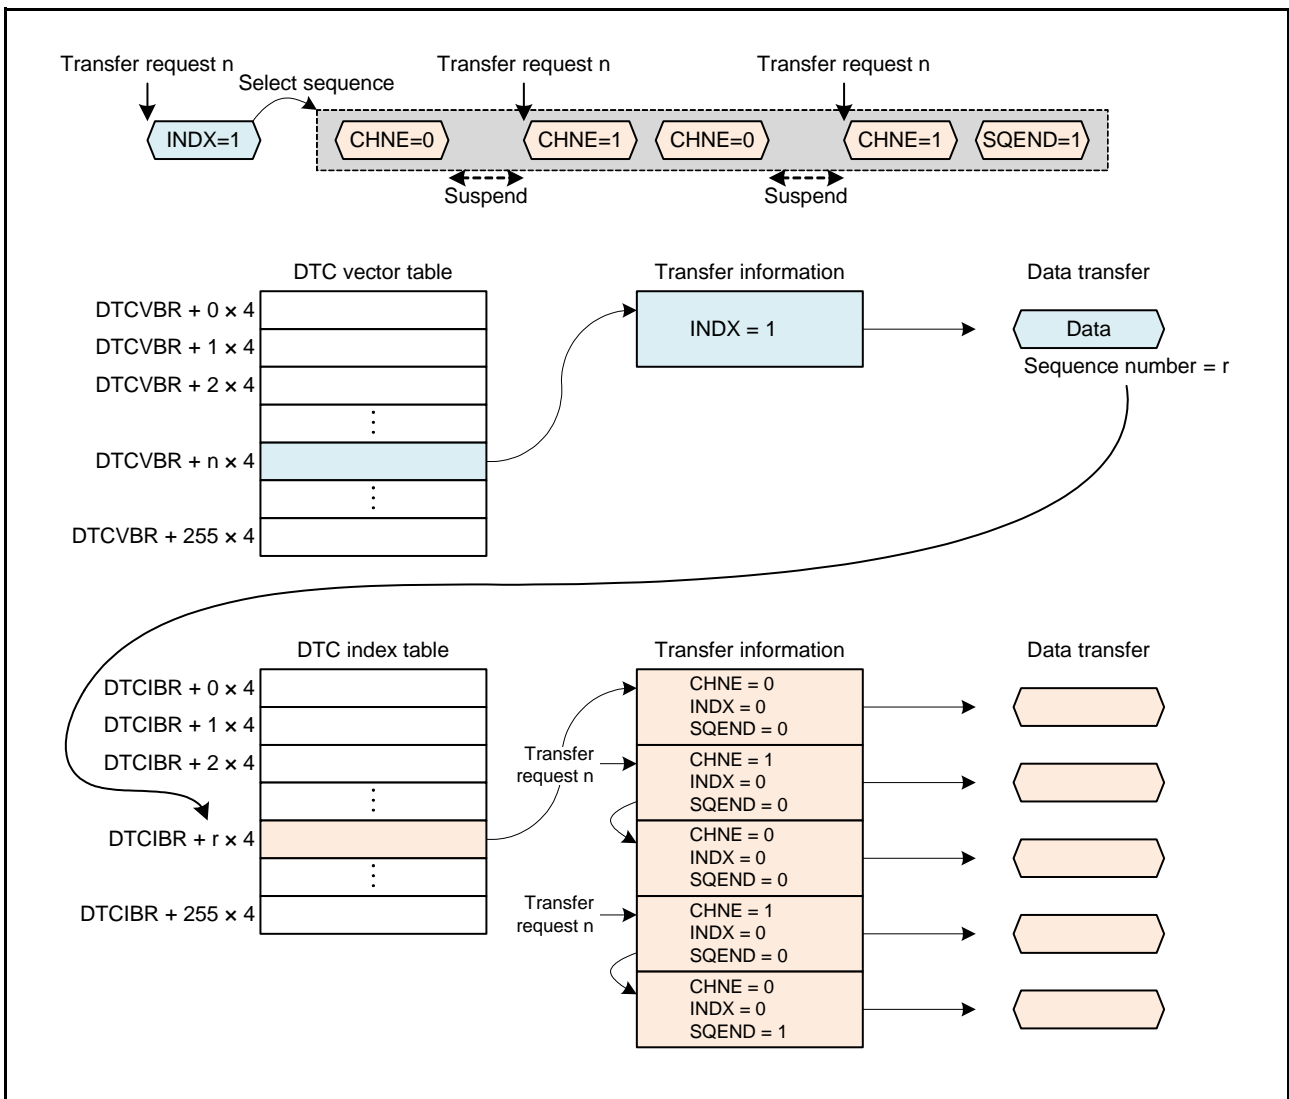 Transfer request n
Transfer request n
Transfer request n
Select sequence
INDX=1
CHNE=0
CHNE=1
CHNE=0
CHNE=1
SQEND=1
Suspend
Suspend
DTC vector table
Transfer information
Data transfer
DTCVBR + 0 × 4
DTCVBR + 1 × 4
DTCVBR + 2 × 4
DTCVBR + n × 4
DTCVBR + 255 × 4
INDX = 1
Data
Sequence number = r
DTC index table
Transfer information
Data transfer
DTCIBR + 0 × 4
DTCIBR + 1 × 4
DTCIBR + 2 × 4
DTCIBR + r × 4
DTCIBR + 255 × 4
CHNE = 0
INDX = 0
SQEND = 0
Transfer
request n
CHNE = 1
INDX = 0
SQEND = 0
CHNE = 0
INDX = 0
SQEND = 0
Transfer
request n
CHNE = 1
INDX = 0
SQEND = 0
CHNE = 0
INDX = 0
SQEND = 1